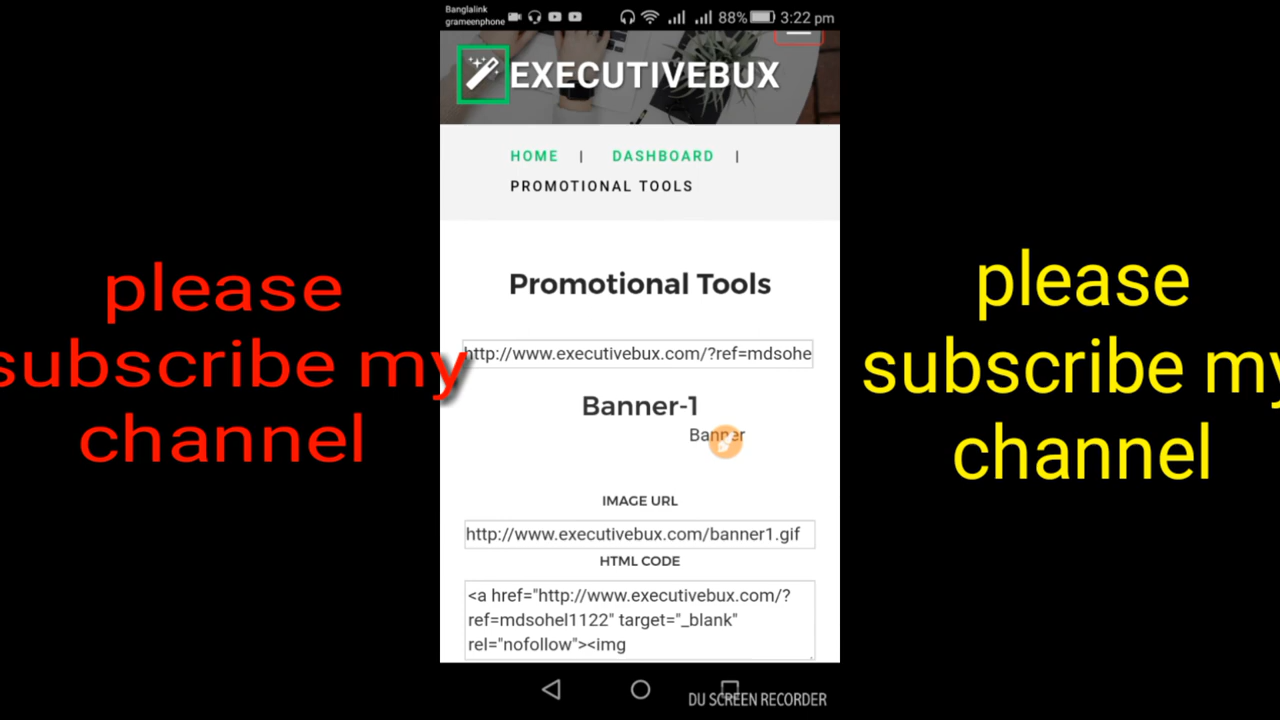 Banglalink
grameenphone
88% 3:22 pm
EXECUTIVEBUX
HOME | DASHBOARD |
PROMOTIONAL TOOLS
Promotional Tools
http://www.executivebux.com/?ref=mdsohe
Banner-1
Banner
IMAGE URL
http://www.executivebux.com/banner1.gif
HTML CODE
<a href="http://www.executivebux.com/?
ref=mdsohel1122" target="_blank"
rel="nofollow"><img
DU SCREEN RECORDER
please
subscribe my
channel
please
subscribe my
channel